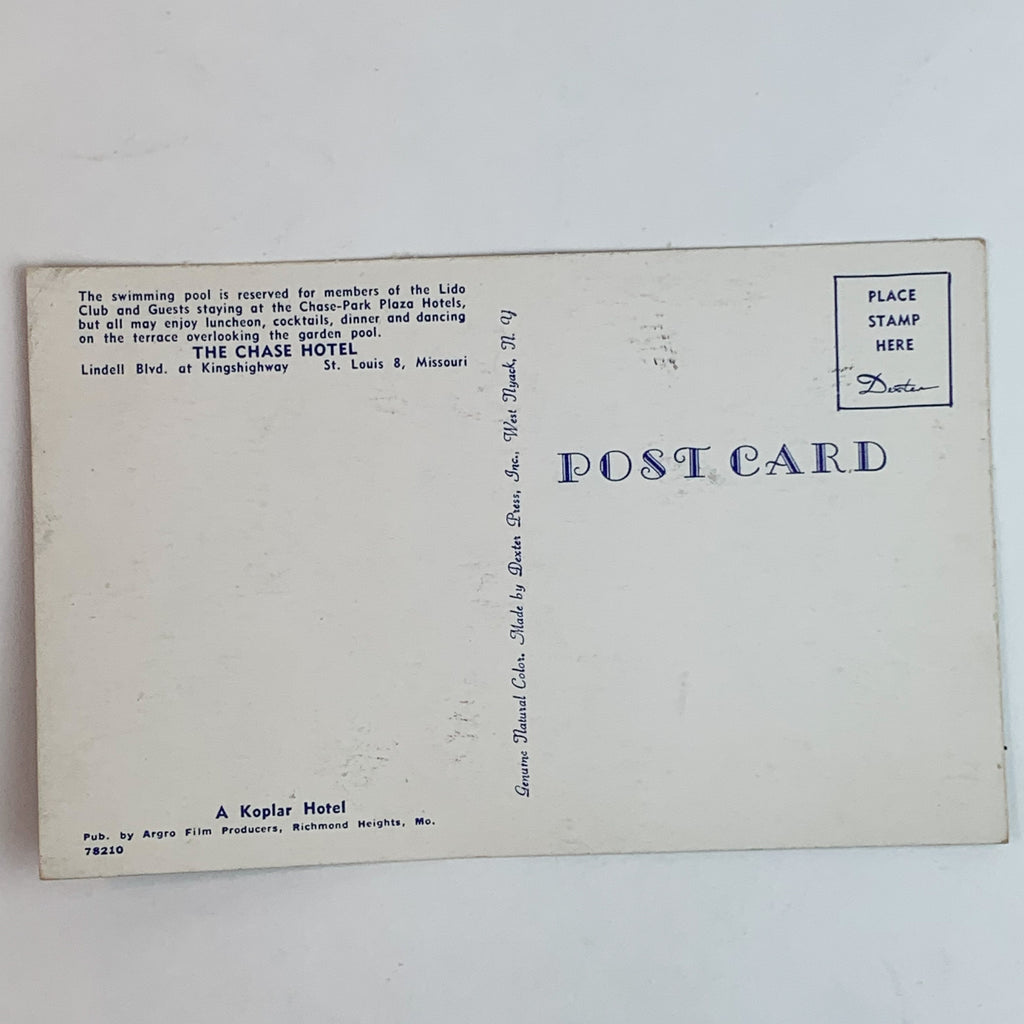 The swimming pool is reserved for members of the Lido
Club and Guests staying at the Chase-Park Plaza Hotels,
but all may enjoy luncheon, cocktails, dinner and dancing
on the terrace overlooking the garden pool.
THE CHASE HOTEL
Lindell Blvd. at Kingshighway St. Louis 8, Missouri
A Koplar Hotel
Pub. by Argro Film Producers, Richmond Heights, Mo.
78210
Genuine Natural Color. Made by Dexter Press, Inc., West Nyack, N. Y
PLACE
STAMP
HERE
Dexter
POST CARD